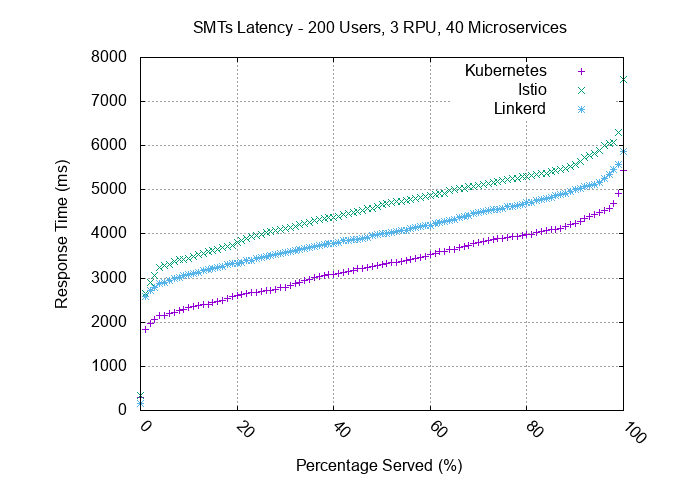 SMTs Latency - 200 Users, 3 RPU, 40 Microservices
8000
7000
6000
5000
4000
3000
2000
1000
0
Response Time (ms)
Kubernetes
Istio
Linkerd
0
20
40
60
80
100
Percentage Served (%)